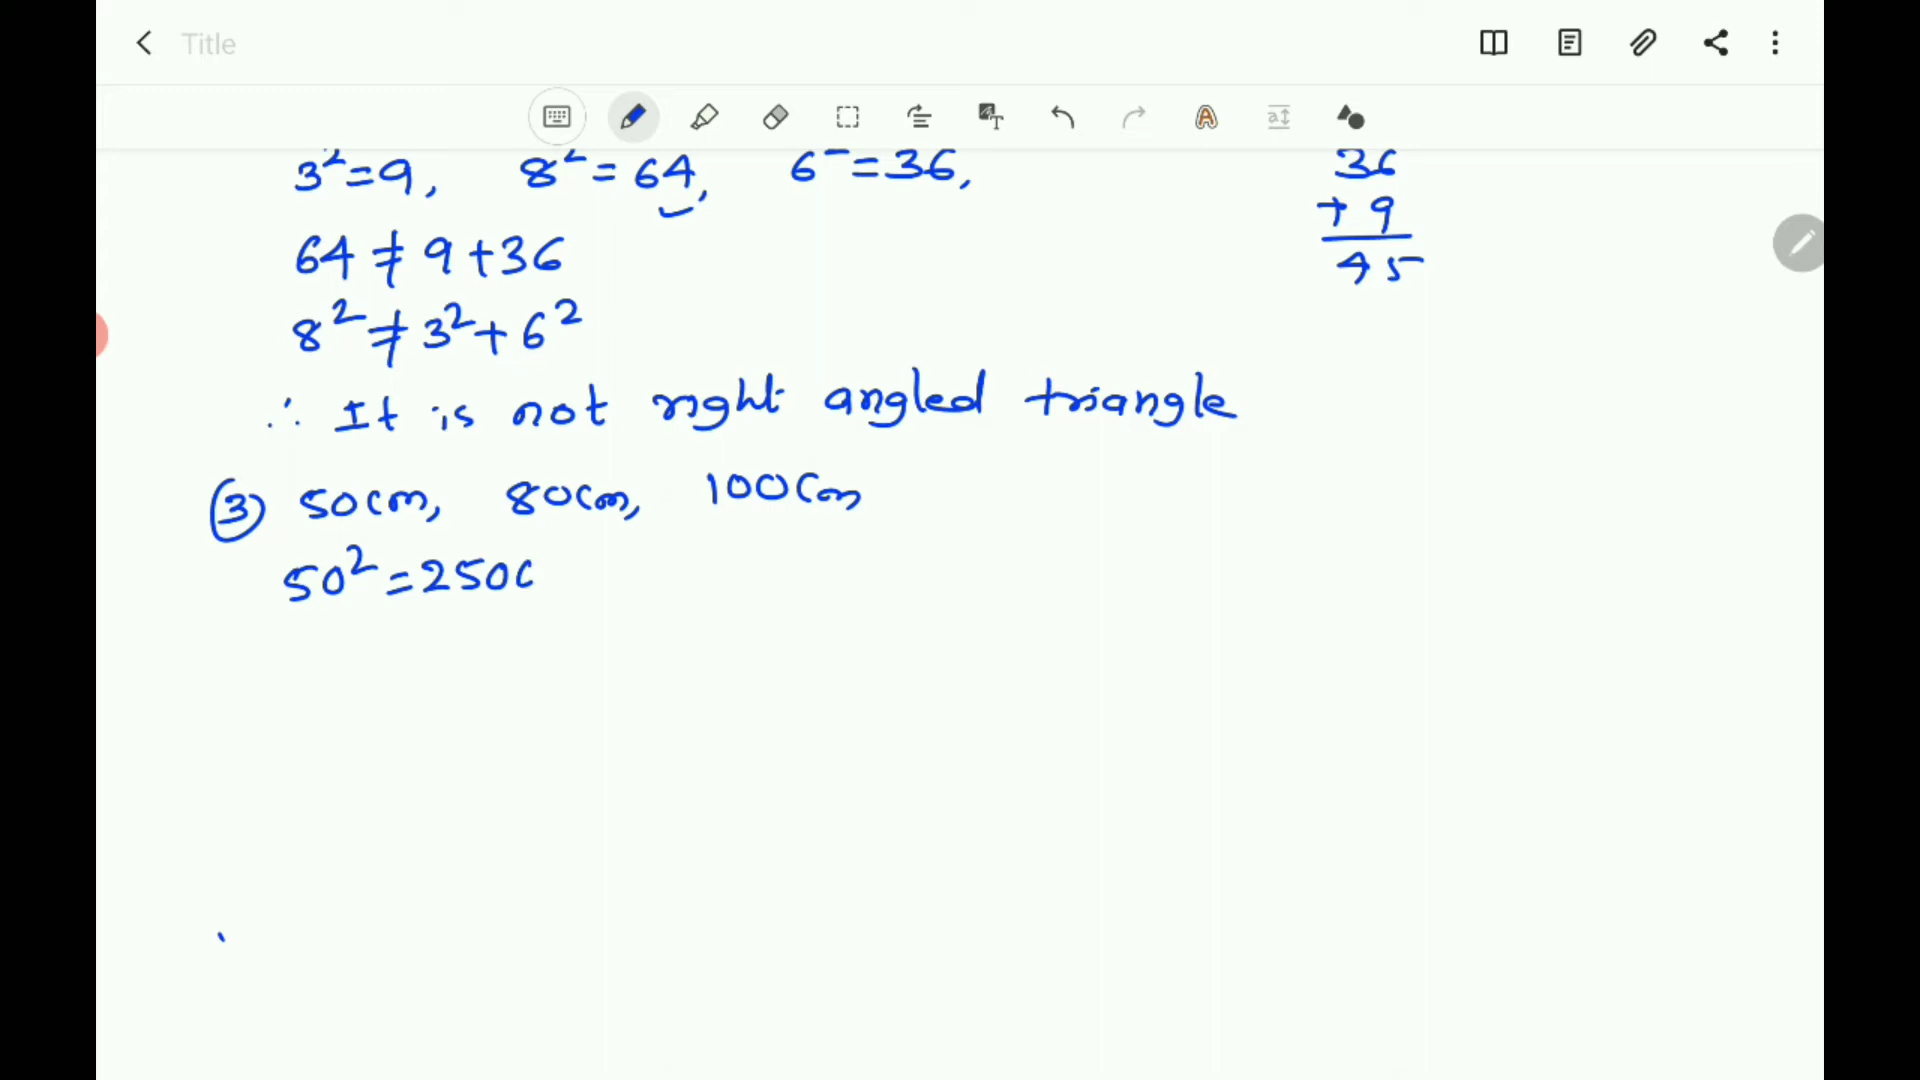 Title
3²=9, 8²=64, 6²=36,
36
+ 9
45
64 ≠ 9+36
8² ≠ 3²+6²
∴ It is not right angled triangle
③ 50cm, 80cm, 100cm
50²=250